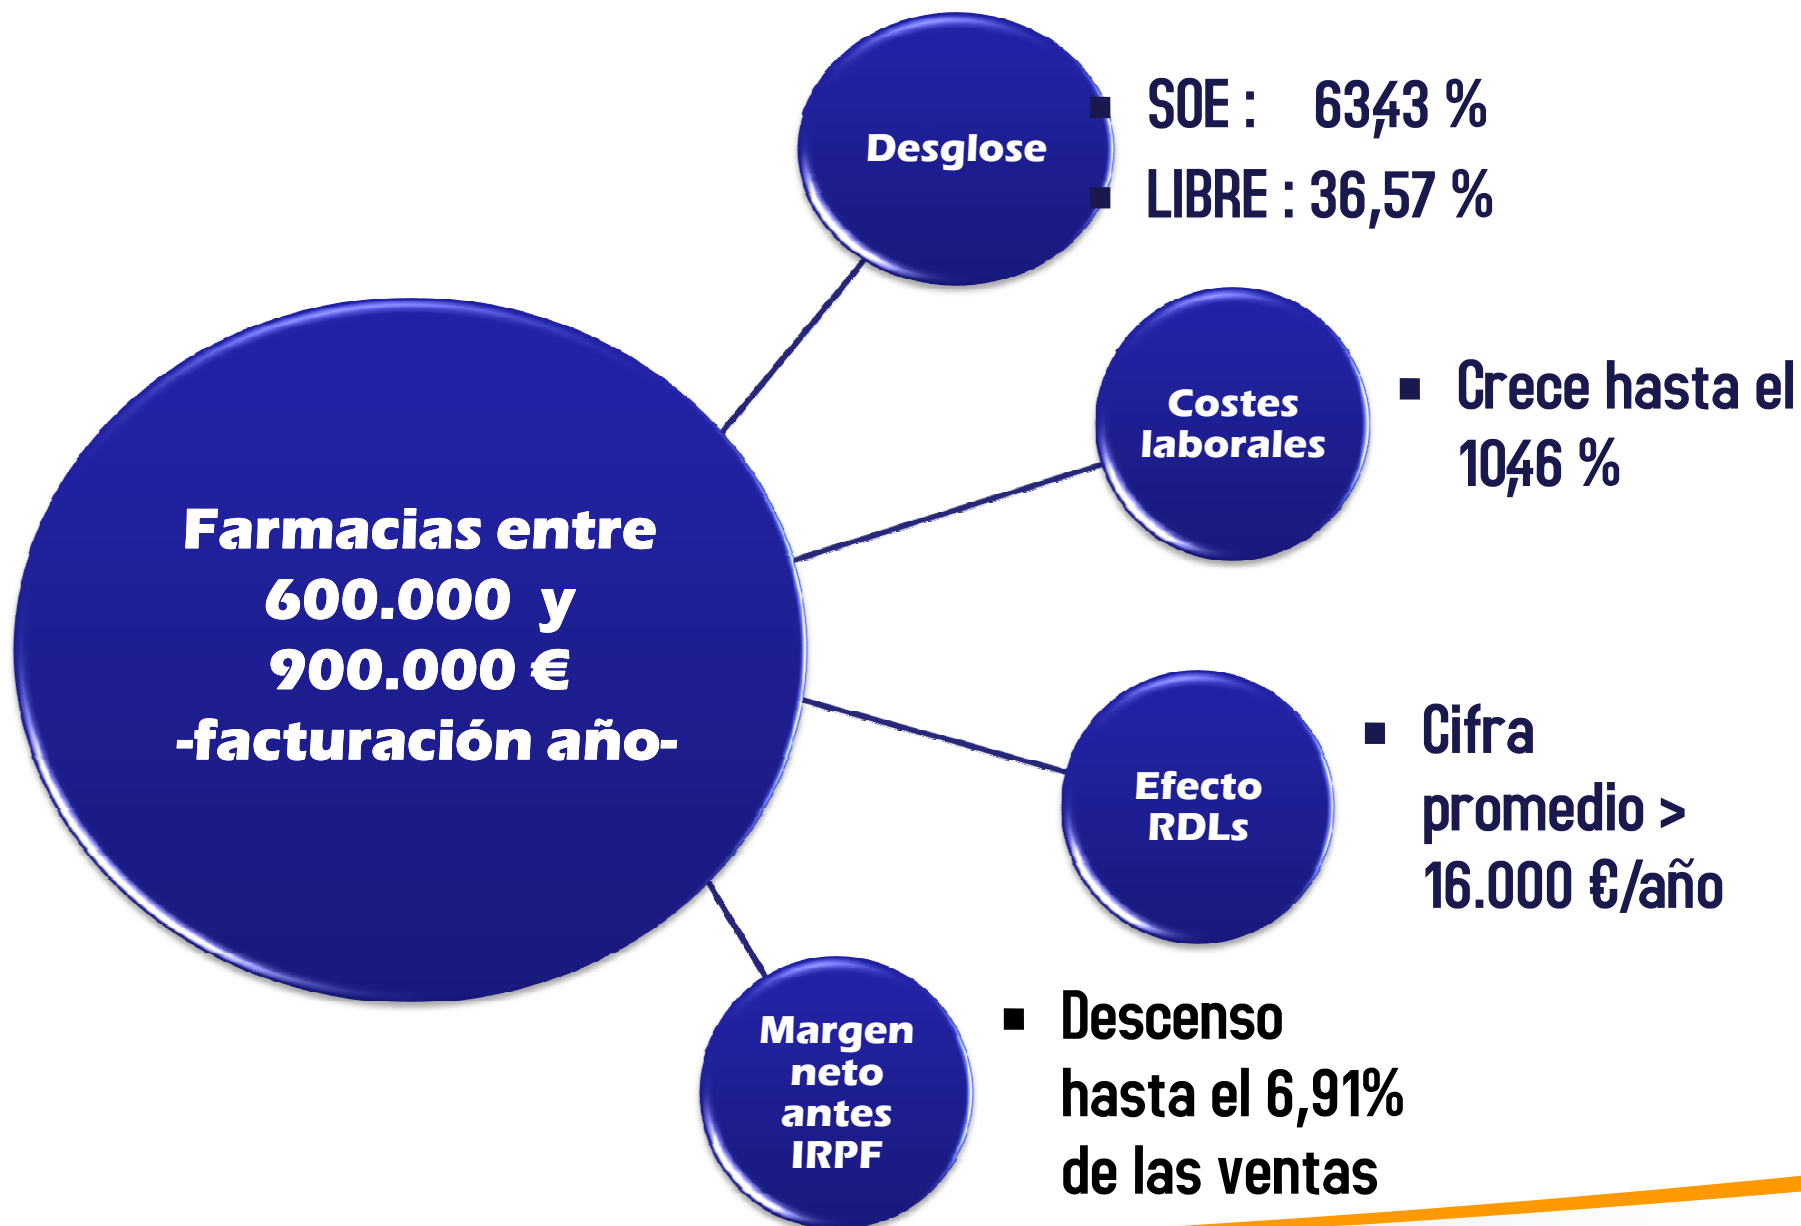 Desglose
▪ SOE : 63,43 %
▪ LIBRE : 36,57 %
Costes
laborales
▪ Crece hasta el
10,46 %
Farmacias entre
600.000 y
900.000 €
-facturación año-
Efecto
RDLs
▪ Cifra
promedio >
16.000 €/año
Margen
neto
antes
IRPF
▪ Descenso
hasta el 6,91%
de las ventas